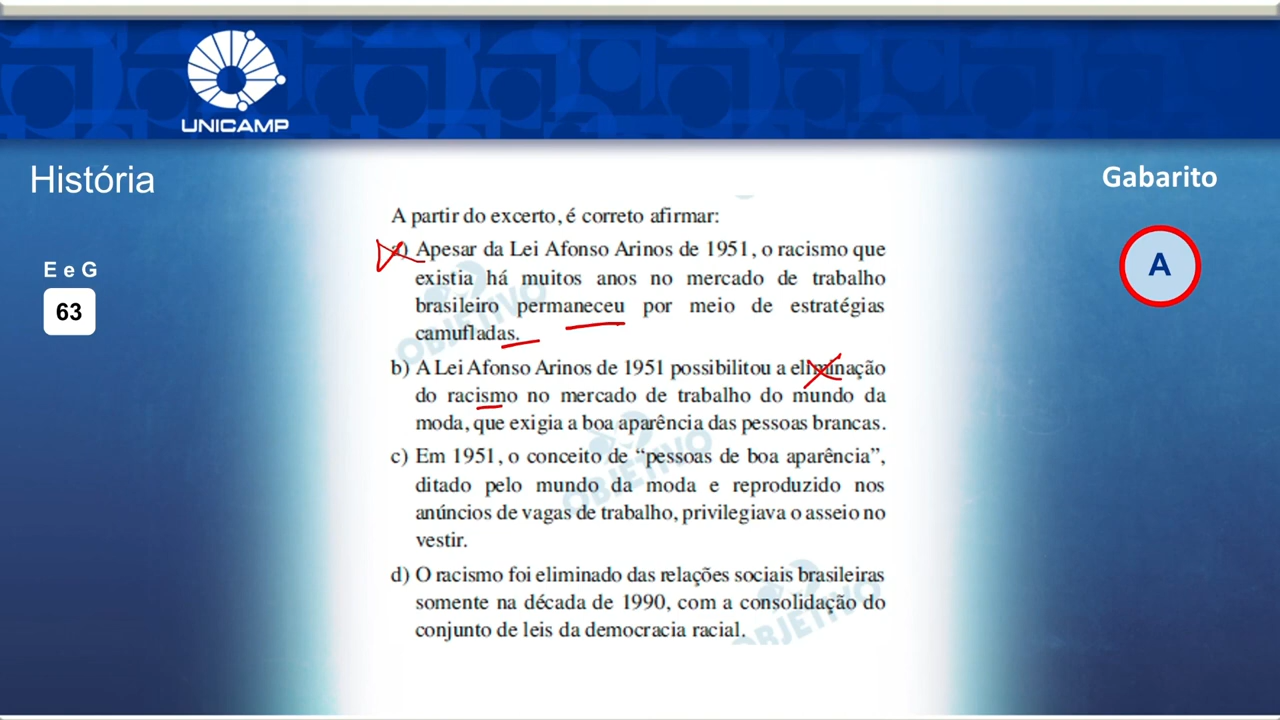 UNICAMP
História
Gabarito
A
E e G
63
A partir do excerto, é correto afirmar:
a) Apesar da Lei Afonso Arinos de 1951, o racismo que
existia há muitos anos no mercado de trabalho
brasileiro permaneceu por meio de estratégias
camufladas.
b) A Lei Afonso Arinos de 1951 possibilitou a eliminação
do racismo no mercado de trabalho do mundo da
moda, que exigia a boa aparência das pessoas brancas.
c) Em 1951, o conceito de “pessoas de boa aparência”,
ditado pelo mundo da moda e reproduzido nos
anúncios de vagas de trabalho, privilegiava o asseio no
vestir.
d) O racismo foi eliminado das relações sociais brasileiras
somente na década de 1990, com a consolidação do
conjunto de leis da democracia racial.
OBJETIVO
OBJETIVO
OBJETIVO